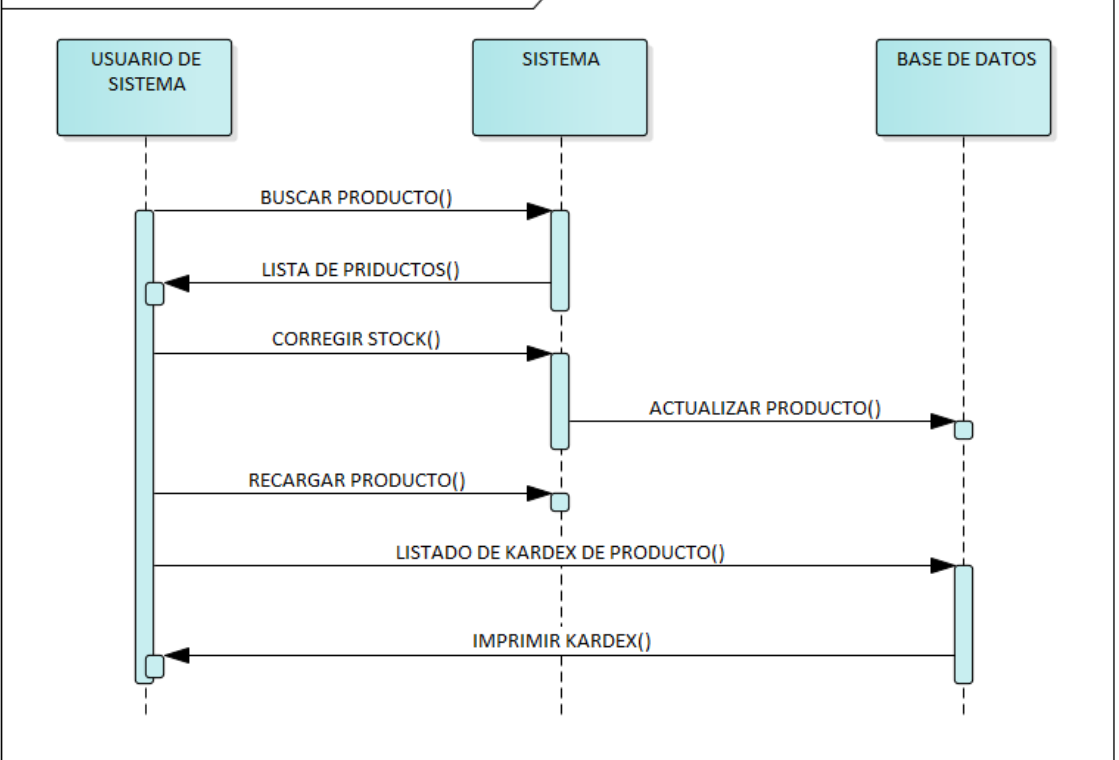 USUARIO DE
SISTEMA
SISTEMA
BASE DE DATOS
BUSCAR PRODUCTO()
LISTA DE PRIDUCTOS()
CORREGIR STOCK()
ACTUALIZAR PRODUCTO()
RECARGAR PRODUCTO()
LISTADO DE KARDEX DE PRODUCTO()
IMPRIMIR KARDEX()